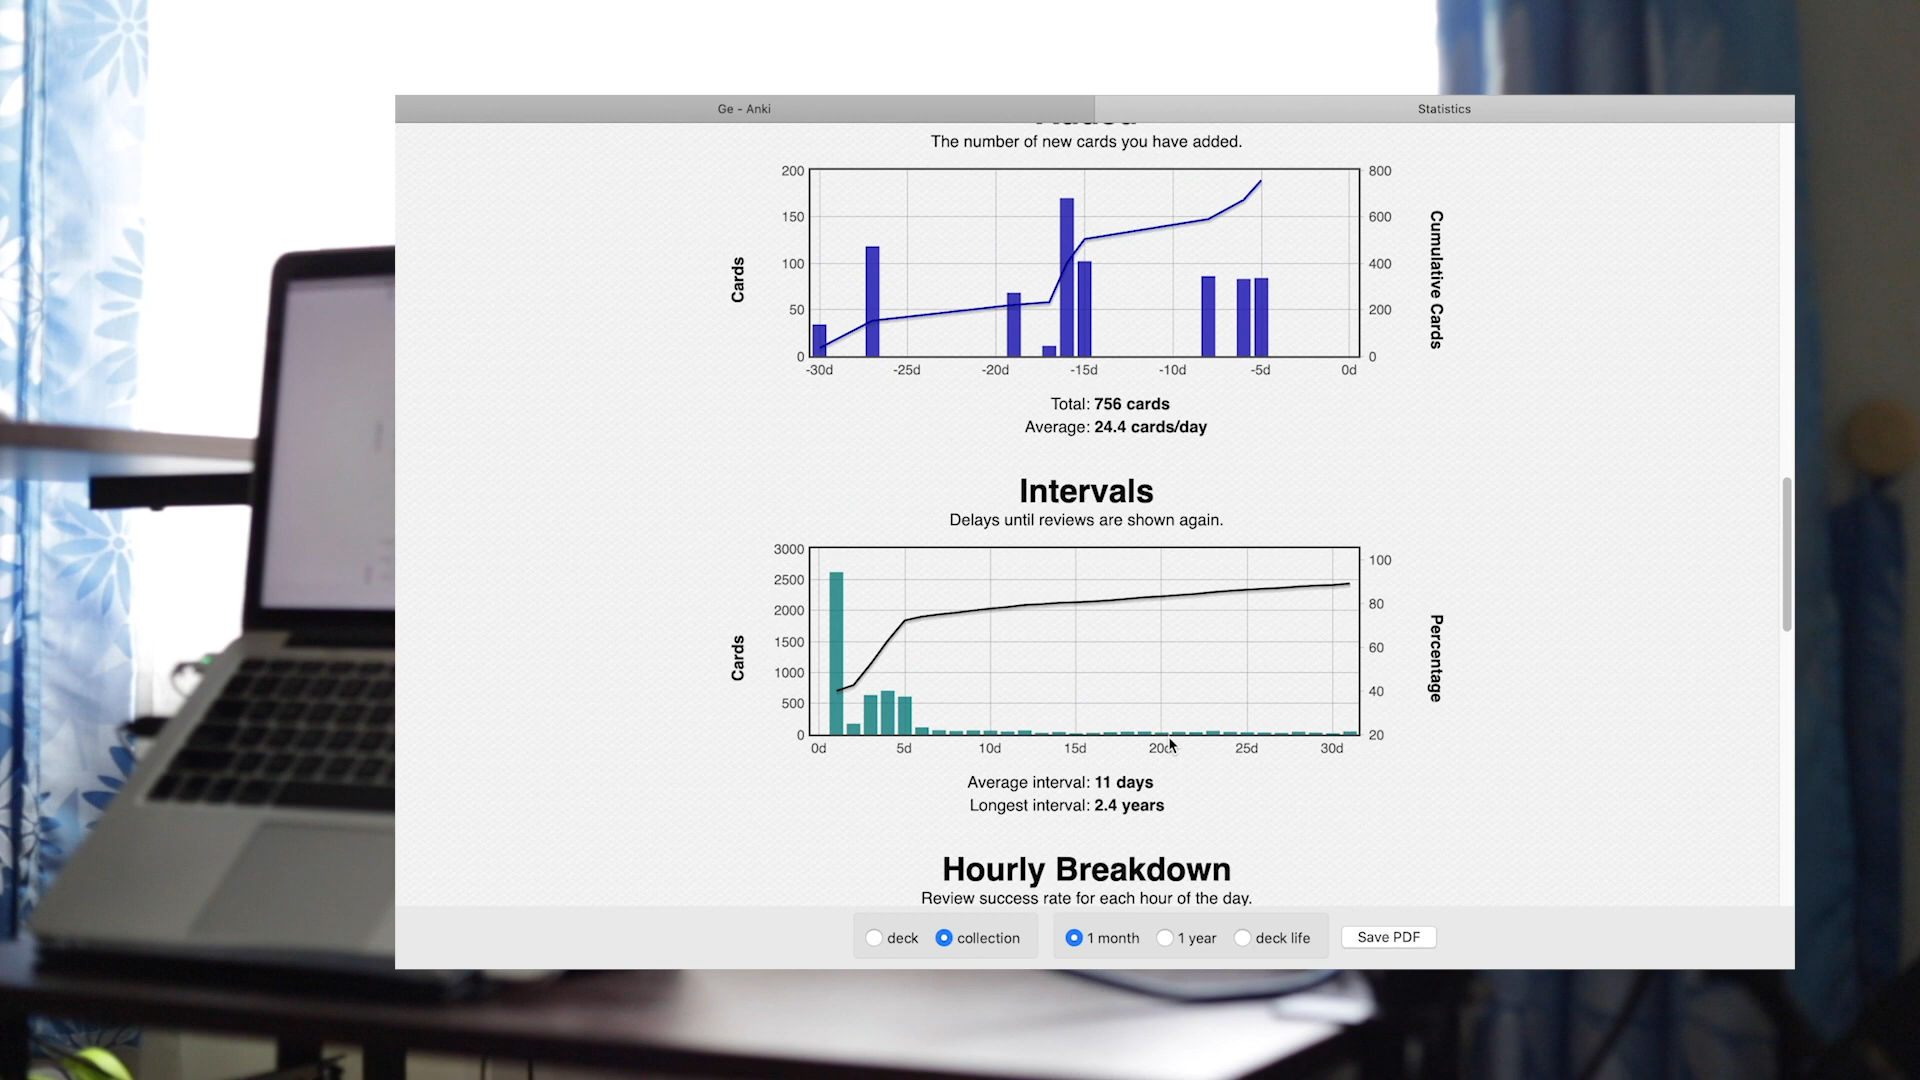 Ge - Anki
Statistics
Added
The number of new cards you have added.
200
150
100
50
0
Cards
800
600
400
200
0
Cumulative Cards
-30d -25d -20d -15d -10d -5d 0d
Total: 756 cards
Average: 24.4 cards/day
Intervals
Delays until reviews are shown again.
3000
2500
2000
1500
1000
500
0
Cards
100
80
60
40
20
Percentage
0d 5d 10d 15d 20d 25d 30d
Average interval: 11 days
Longest interval: 2.4 years
Hourly Breakdown
Review success rate for each hour of the day.
deck collection 1 month 1 year deck life Save PDF